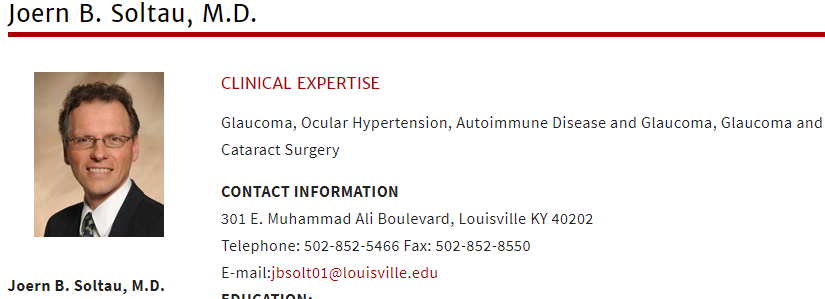 Joern B. Soltau, M.D.
CLINICAL EXPERTISE
Glaucoma, Ocular Hypertension, Autoimmune Disease and Glaucoma, Glaucoma and
Cataract Surgery
CONTACT INFORMATION
301 E. Muhammad Ali Boulevard, Louisville KY 40202
Telephone: 502-852-5466 Fax: 502-852-8550
E-mail:jbsolt01@louisville.edu
Joern B. Soltau, M.D.
EDUCATION: